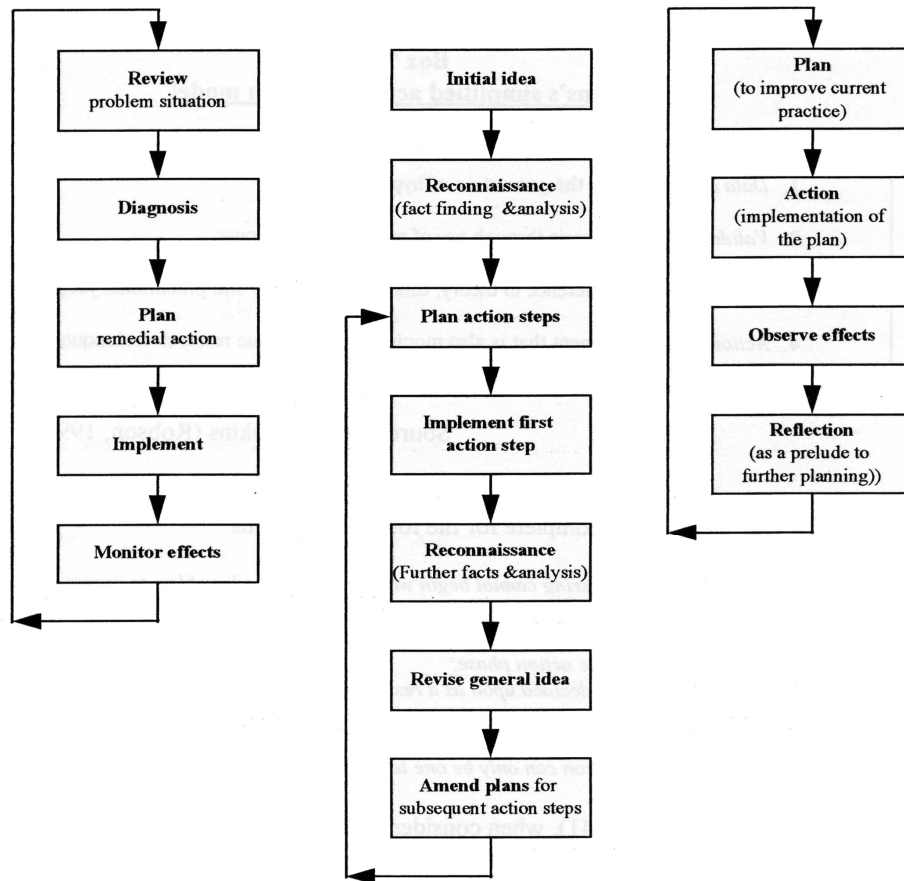 Review
problem situation
Diagnosis
Plan
remedial action
Implement
Monitor effects
Initial idea
Reconnaissance
(fact finding &analysis)
Plan action steps
Implement first
action step
Reconnaissance
(Further facts &analysis)
Revise general idea
Amend plans for
subsequent action steps
Plan
(to improve current
practice)
Action
(implementation of
the plan)
Observe effects
Reflection
(as a prelude to
further planning))